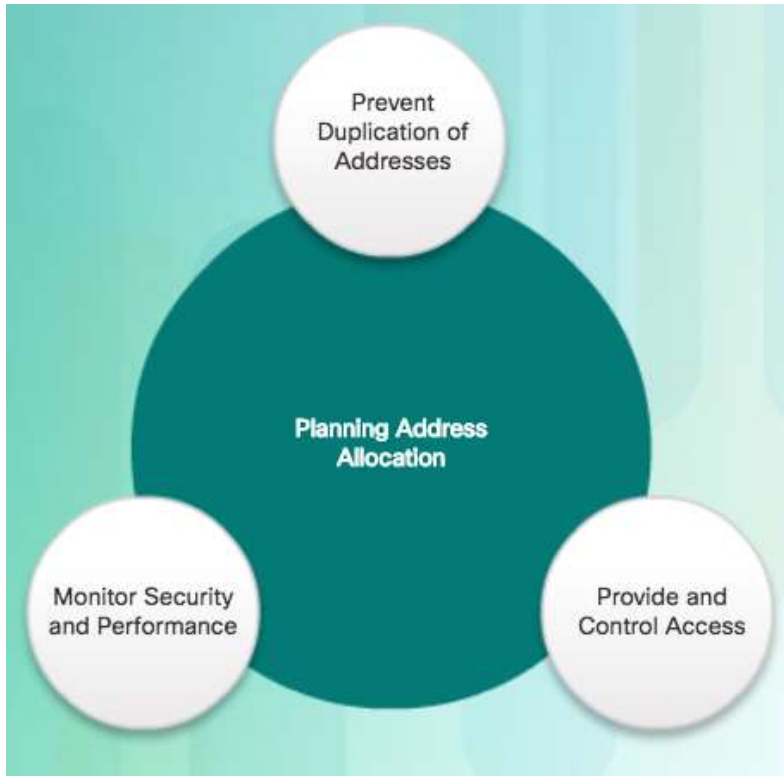 Prevent
Duplication of
Addresses
Planning Address
Allocation
Monitor Security
and Performance
Provide and
Control Access